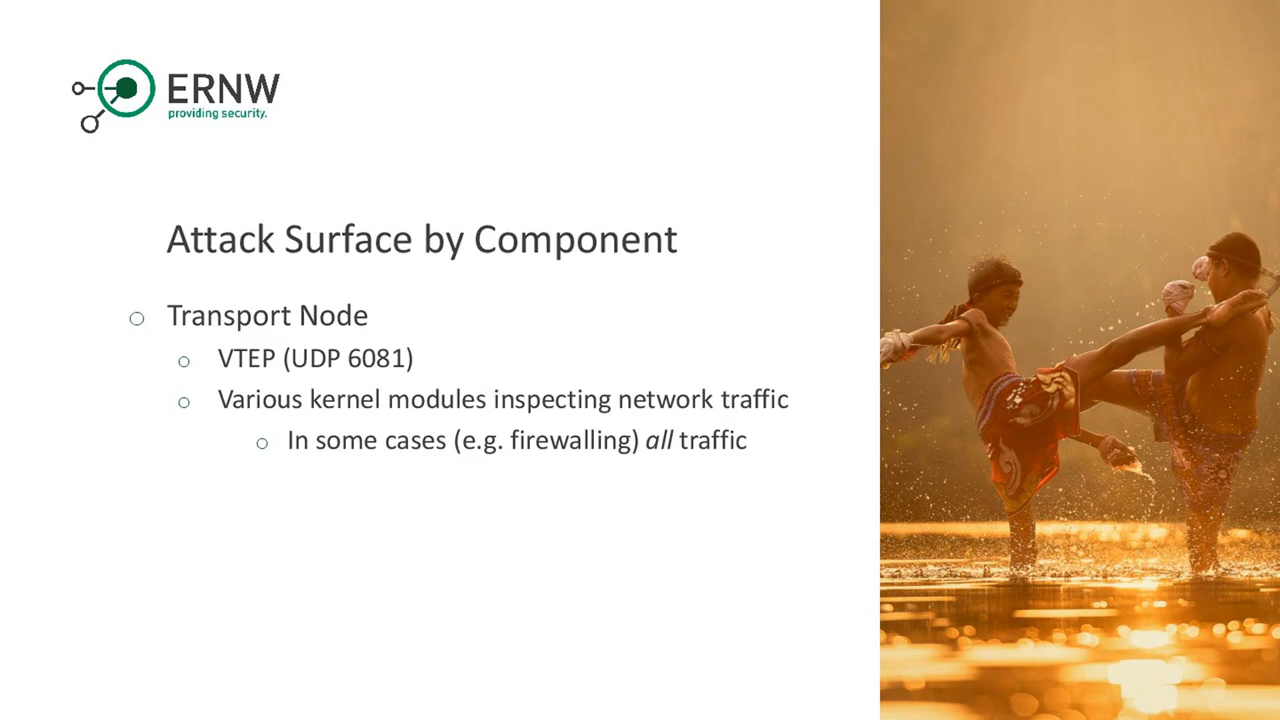 ERNW
providing security.
Attack Surface by Component
Transport Node
VTEP (UDP 6081)
Various kernel modules inspecting network traffic
In some cases (e.g. firewalling) all traffic